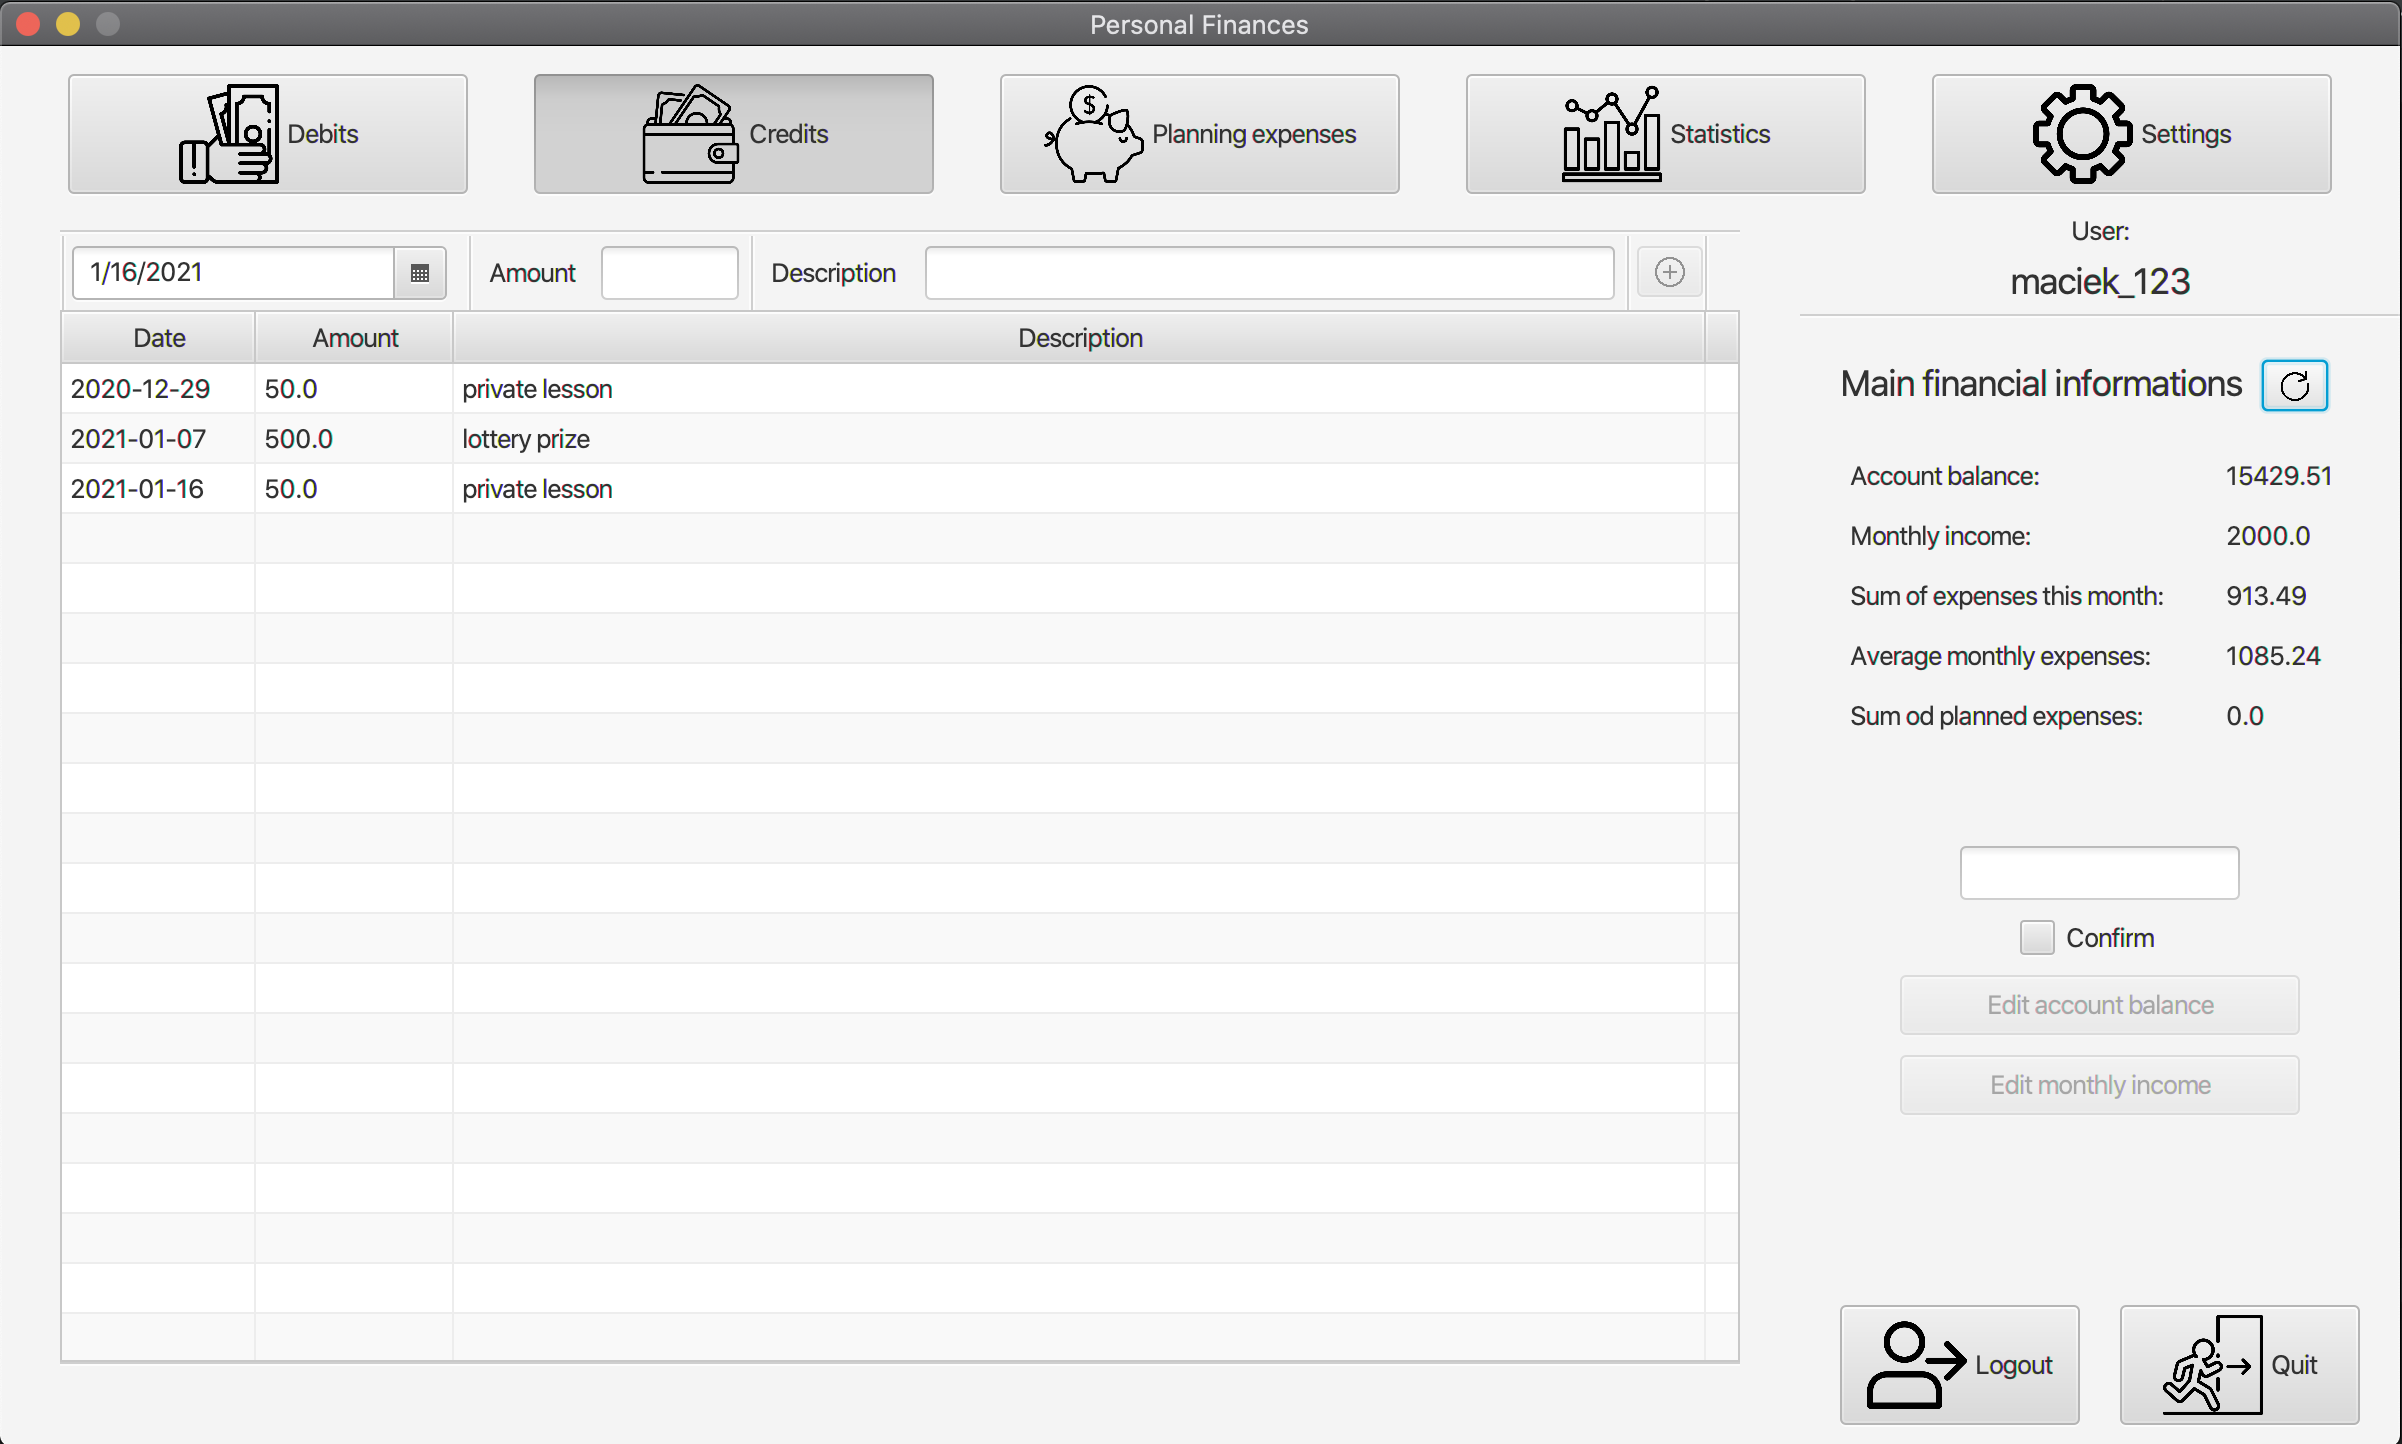 Personal Finances
Debits
Credits
$
Planning expenses
Statistics
Settings
1/16/2021
Amount
Description
User:
maciek_123
Date Amount Description
2020-12-29 50.0 private lesson
2021-01-07 500.0 lottery prize
2021-01-16 50.0 private lesson
Main financial informations
Account balance: 15429.51
Monthly income: 2000.0
Sum of expenses this month: 913.49
Average monthly expenses: 1085.24
Sum od planned expenses: 0.0
Confirm
Edit account balance
Edit monthly income
Logout
Quit